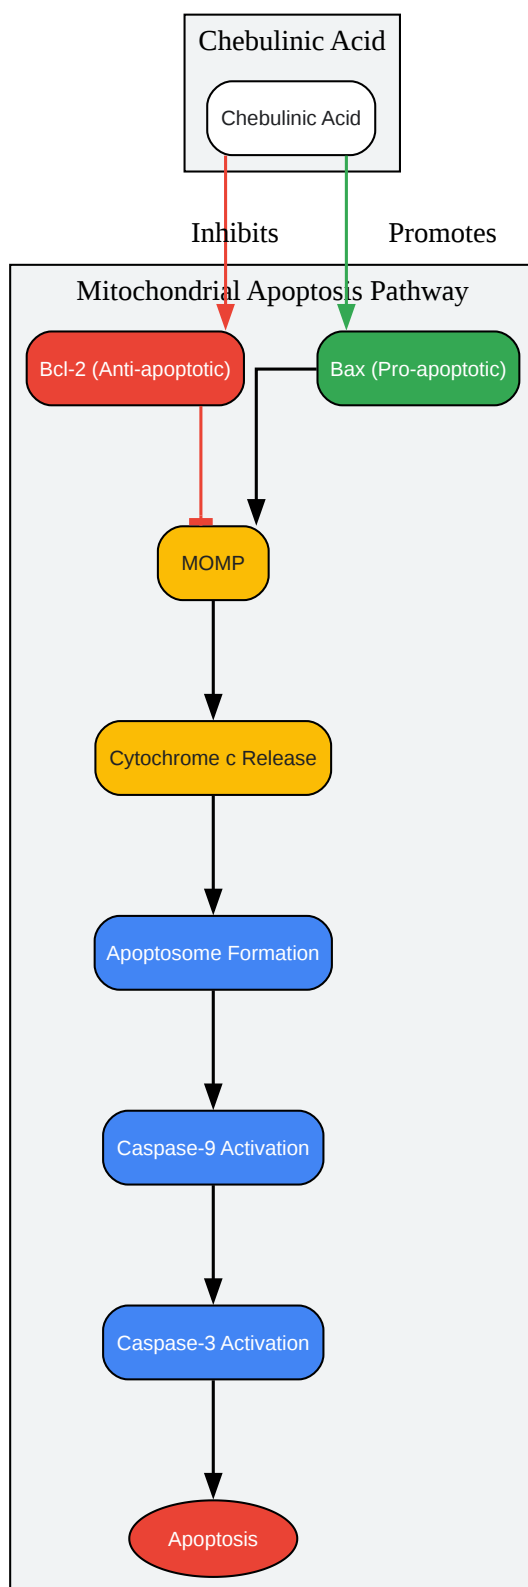 Chebulinic Acid
Chebulinic Acid
Inhibits
Promotes
Mitochondrial Apoptosis Pathway
Bcl-2 (Anti-apoptotic)
Bax (Pro-apoptotic)
MOMP
Cytochrome c Release
Apoptosome Formation
Caspase-9 Activation
Caspase-3 Activation
Apoptosis